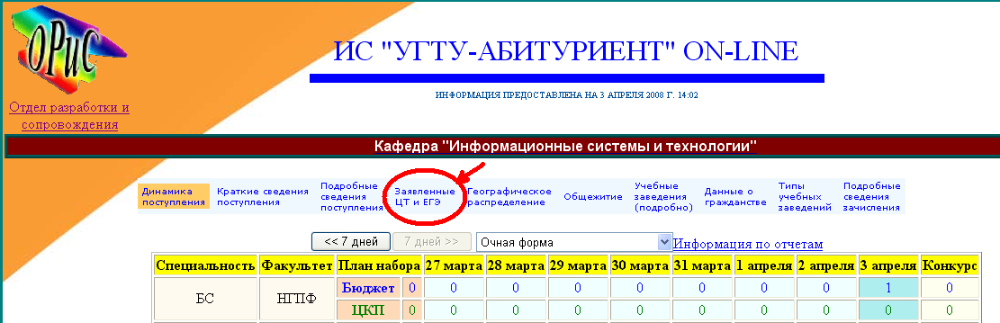 ОРиС
ИС "УГТУ-АБИТУРИЕНТ" ON-LINE
ИНФОРМАЦИЯ ПРЕДОСТАВЛЕНА НА 3 АПРЕЛЯ 2008 Г. 14:02
Отдел разработки и
сопровождения
Кафедра "Информационные системы и технологии"
Динамика
поступления
Краткие сведения
поступления
Подробные
сведения
поступления
Заявленные
ЦТ и ЕГЭ
Географическое
распределение
Общежитие
Учебные
заведения
(подробно)
Данные о
гражданстве
Типы
учебных
заведений
Подробные
сведения
зачисления
<< 7 дней 7 дней >> Очная форма Информация по отчетам
Специальность Факультет План набора 27 марта 28 марта 29 марта 30 марта 31 марта 1 апреля 2 апреля 3 апреля Конкурс
БС НГПФ
Бюджет 0 0 0 0 0 0 0 0 1 0
ЦКП 0 0 0 0 0 0 0 0 0 0